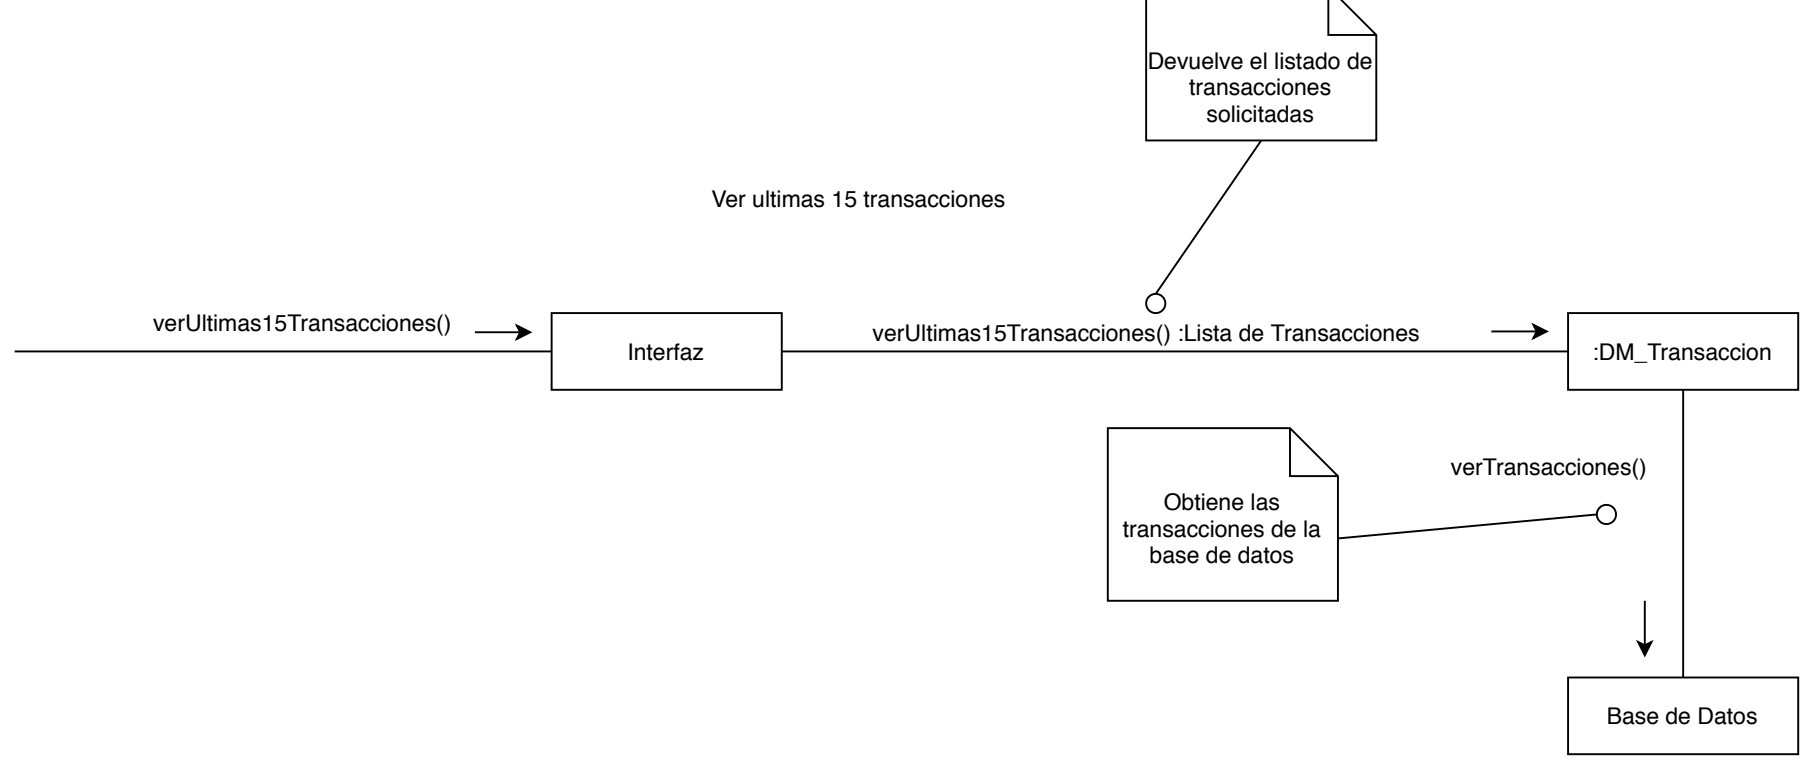 Devuelve el listado de
transacciones
solicitadas
Ver ultimas 15 transacciones
verUltimas15Transacciones()
Interfaz
verUltimas15Transacciones() :Lista de Transacciones
:DM_Transaccion
verTransacciones()
Obtiene las
transacciones de la
base de datos
Base de Datos